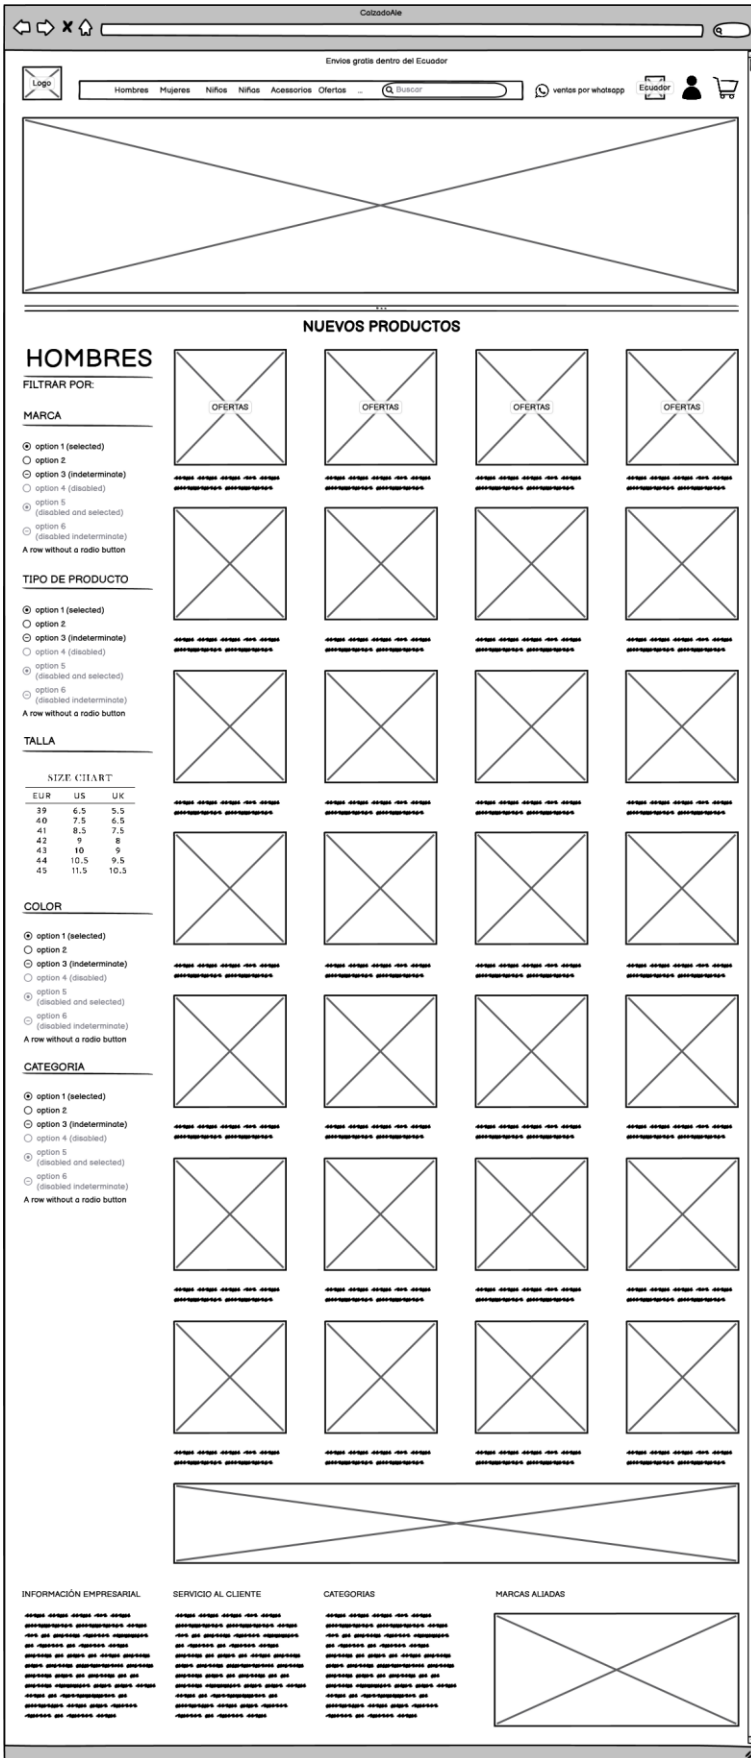 CalzadoAle
Envios gratis dentro del Ecuador
Logo
Hombres Mujeres Niños Niñas Acessorios Ofertas ...
Buscar
ventas por whatsapp
Ecuador
NUEVOS PRODUCTOS
HOMBRES
FILTRAR POR:
MARCA
option 1 (selected)
option 2
option 3 (indeterminate)
option 4 (disabled)
option 5
(disabled and selected)
option 6
(disabled indeterminate)
A row without a radio button
TIPO DE PRODUCTO
option 1 (selected)
option 2
option 3 (indeterminate)
option 4 (disabled)
option 5
(disabled and selected)
option 6
(disabled indeterminate)
A row without a radio button
TALLA
SIZE CHART
EUR US UK
39 6.5 5.5
40 7.5 6.5
41 8.5 7.5
42 9 8
43 10 9
44 10.5 9.5
45 11.5 10.5
COLOR
option 1 (selected)
option 2
option 3 (indeterminate)
option 4 (disabled)
option 5
(disabled and selected)
option 6
(disabled indeterminate)
A row without a radio button
CATEGORIA
option 1 (selected)
option 2
option 3 (indeterminate)
option 4 (disabled)
option 5
(disabled and selected)
option 6
(disabled indeterminate)
A row without a radio button
OFERTAS OFERTAS OFERTAS OFERTAS
INFORMACIÓN EMPRESARIAL
SERVICIO AL CLIENTE
CATEGORIAS
MARCAS ALIADAS